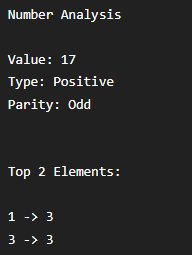 Number Analysis
Value: 17
Type: Positive
Parity: Odd
Top 2 Elements:
1 -> 3
3 -> 3